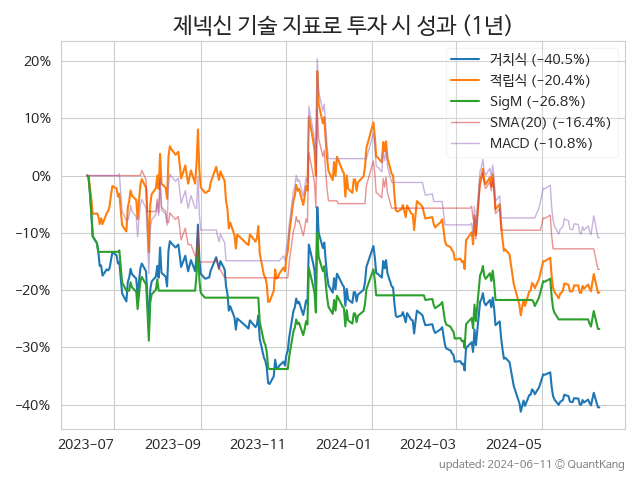 제넥신 기술 지표로 투자 시 성과 (1년)
거치식 (−40.5%)
적립식 (−20.4%)
SigM (−26.8%)
SMA(20) (−16.4%)
MACD (−10.8%)
20%
10%
0%
−10%
−20%
−30%
−40%
2023-07 2023-09 2023-11 2024-01 2024-03 2024-05
updated: 2024-06-11 © QuantKang